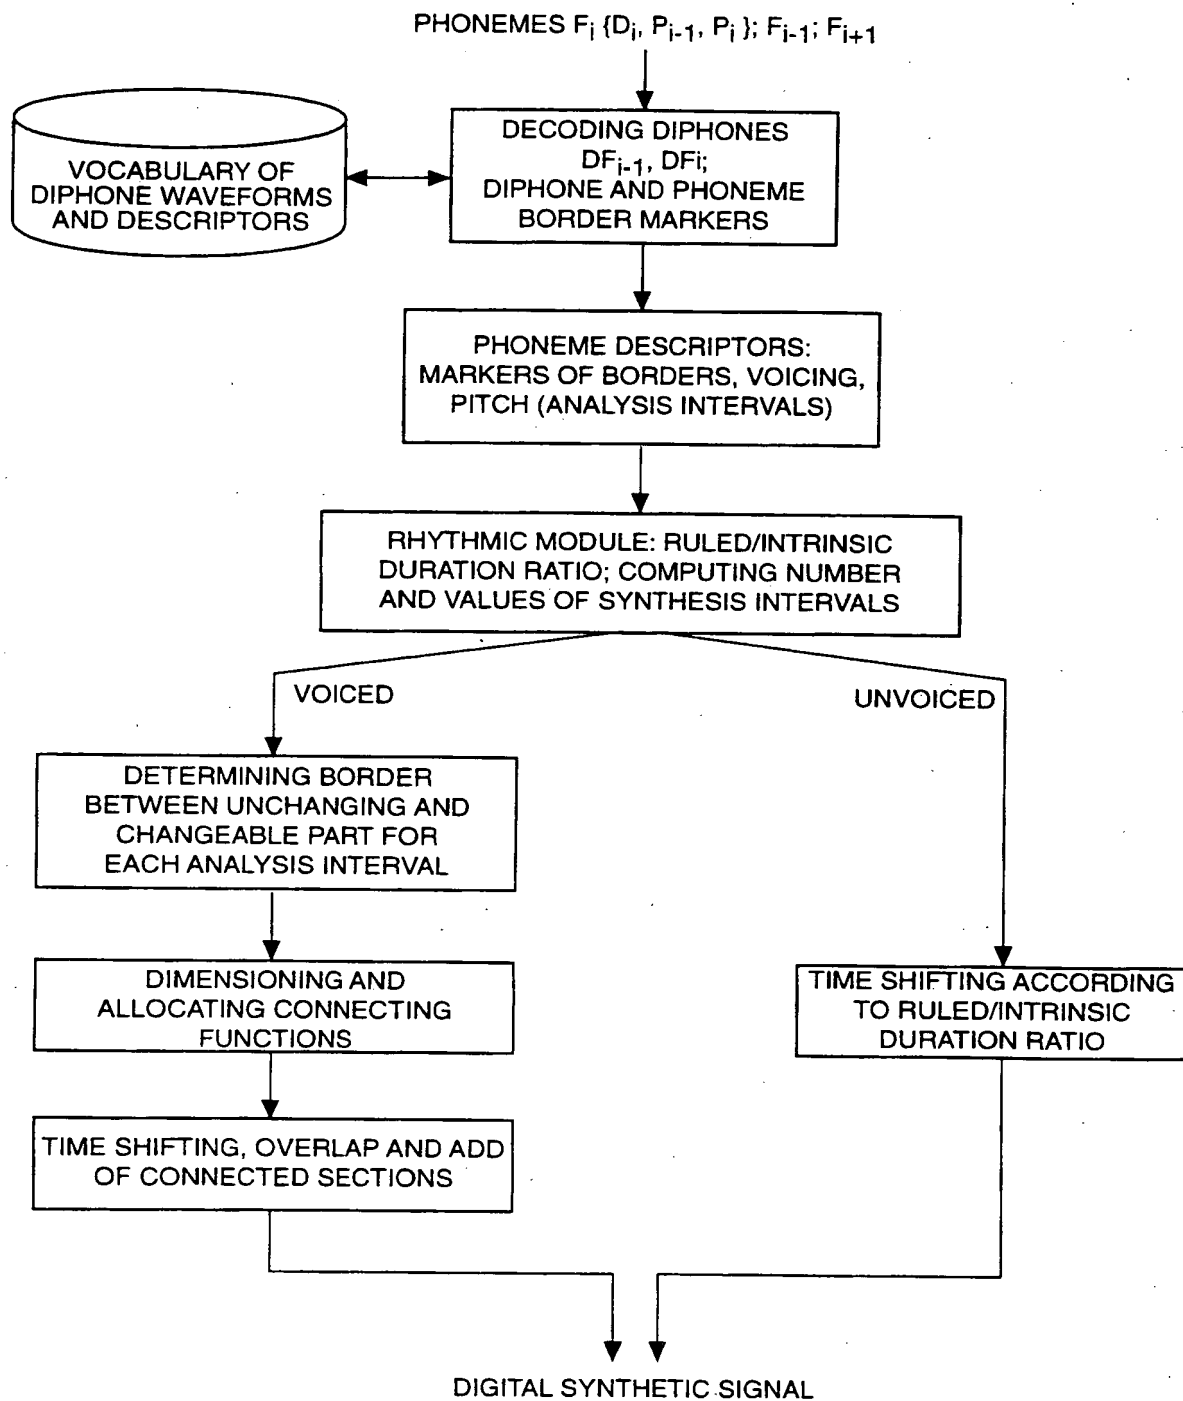 PHONEMES Fi {Di, Pi-1, Pi }; Fi-1; Fi+1
VOCABULARY OF
DIPHONE WAVEFORMS
AND DESCRIPTORS
DECODING DIPHONES
DFi-1, DFi;
DIPHONE AND PHONEME
BORDER MARKERS
PHONEME DESCRIPTORS:
MARKERS OF BORDERS, VOICING,
PITCH (ANALYSIS INTERVALS)
RHYTHMIC MODULE: RULED/INTRINSIC
DURATION RATIO; COMPUTING NUMBER
AND VALUES OF SYNTHESIS INTERVALS
VOICED
UNVOICED
DETERMINING BORDER
BETWEEN UNCHANGING AND
CHANGEABLE PART FOR
EACH ANALYSIS INTERVAL
DIMENSIONING AND
ALLOCATING CONNECTING
FUNCTIONS
TIME SHIFTING ACCORDING
TO RULED/INTRINSIC
DURATION RATIO
TIME SHIFTING, OVERLAP AND ADD
OF CONNECTED SECTIONS
DIGITAL SYNTHETIC SIGNAL